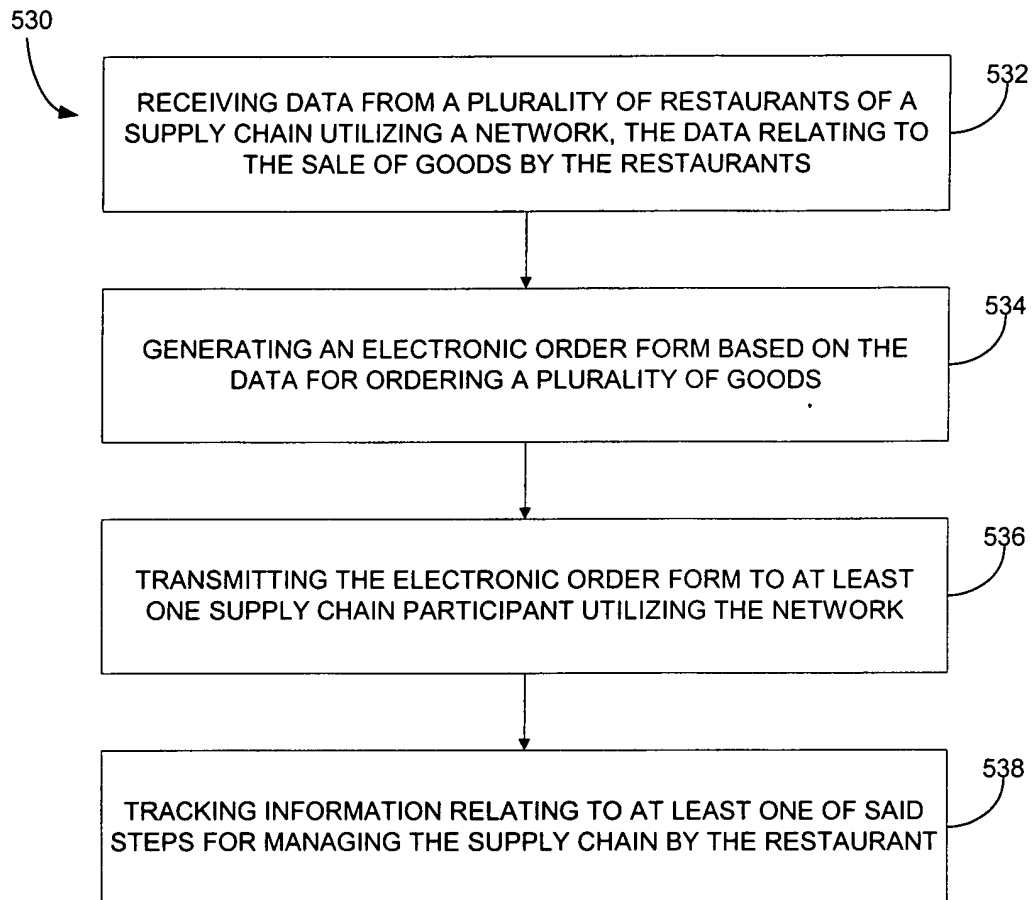 530
532
RECEIVING DATA FROM A PLURALITY OF RESTAURANTS OF A
SUPPLY CHAIN UTILIZING A NETWORK, THE DATA RELATING TO
THE SALE OF GOODS BY THE RESTAURANTS
534
GENERATING AN ELECTRONIC ORDER FORM BASED ON THE
DATA FOR ORDERING A PLURALITY OF GOODS
536
TRANSMITTING THE ELECTRONIC ORDER FORM TO AT LEAST
ONE SUPPLY CHAIN PARTICIPANT UTILIZING THE NETWORK
538
TRACKING INFORMATION RELATING TO AT LEAST ONE OF SAID
STEPS FOR MANAGING THE SUPPLY CHAIN BY THE RESTAURANT